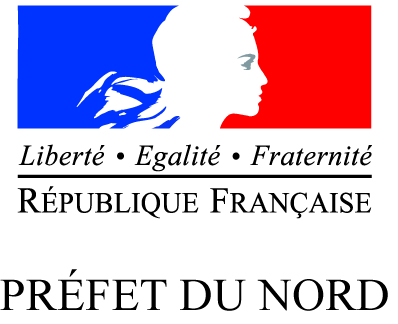 Liberté • Egalité • Fraternité
RÉPUBLIQUE FRANÇAISE
PRÉFET DU NORD